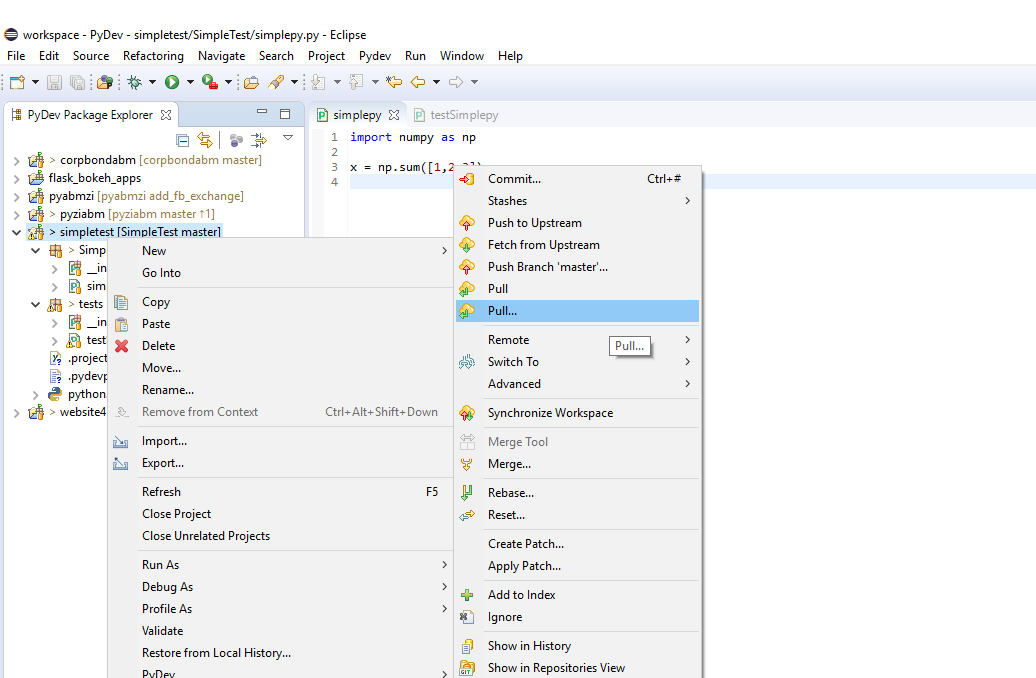 workspace - PyDev - simpletest/SimpleTest/simplepy.py - Eclipse
File Edit Source Refactoring Navigate Search Project Pydev Run Window Help
PyDev Package Explorer
> corpbondabm [corpbondabm master]
flask_bokeh_apps
pyabmzi [pyabmzi add_fb_exchange]
> pyziabm [pyziabm master ↑1]
> simpletest [SimpleTest master]
> Simp
__in
sim
> tests
__in
test
.project
.pydevp
python
> website4
simplepy
testSimplepy
1 import numpy as np
2
3 x = np.sum([1,2
4
New
Go Into
Copy
Paste
Delete
Move...
Rename...
Remove from Context Ctrl+Alt+Shift+Down
Import...
Export...
Refresh F5
Close Project
Close Unrelated Projects
Run As
Debug As
Profile As
Validate
Restore from Local History...
PyDev
Commit... Ctrl+#
Stashes
Push to Upstream
Fetch from Upstream
Push Branch 'master'...
Pull
Pull...
Remote
Pull...
Switch To
Advanced
Synchronize Workspace
Merge Tool
Merge...
Rebase...
Reset...
Create Patch...
Apply Patch...
Add to Index
Ignore
Show in History
GIT Show in Repositories View